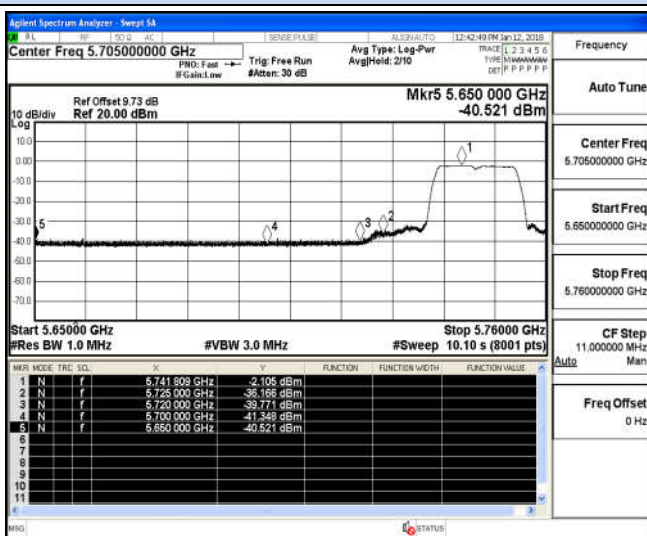 Agilent Spectrum Analyzer - Swept SA
RL RF 50 Ω AC SENSE:PULSE ALIGNAUTO 12:42:49 PM Jan 12, 2018
Center Freq 5.705000000 GHz
PNO: Fast
IFGain:Low
Trig: Free Run
#Atten: 30 dB
Avg Type: Log-Pwr
Avg|Hold: 2/10
TRACE 1 2 3 4 5 6
TYPE M W W W W W
DET P P P P P P
Frequency
Auto Tune
Center Freq
5.705000000 GHz
Start Freq
5.650000000 GHz
Stop Freq
5.760000000 GHz
CF Step
11.000000 MHz
Auto Man
Freq Offset
0 Hz
Ref Offset 9.73 dB
10 dB/div Ref 20.00 dBm
Log
Mkr5 5.650 000 GHz
-40.521 dBm
10.0
0.00
-10.0
-20.0
-30.0
-40.0
-50.0
-60.0
-70.0
1
2
3
4
5
Start 5.65000 GHz Stop 5.76000 GHz
#Res BW 1.0 MHz #VBW 3.0 MHz #Sweep 10.10 s (8001 pts)
MKR MODE TRC SCL X Y FUNCTION FUNCTION WIDTH FUNCTION VALUE
1 N f 5.741 809 GHz -2.105 dBm
2 N f 5.725 000 GHz -36.166 dBm
3 N f 5.720 000 GHz -39.771 dBm
4 N f 5.700 000 GHz -41.348 dBm
5 N f 5.650 000 GHz -40.521 dBm
6
7
8
9
10
11
MSG STATUS